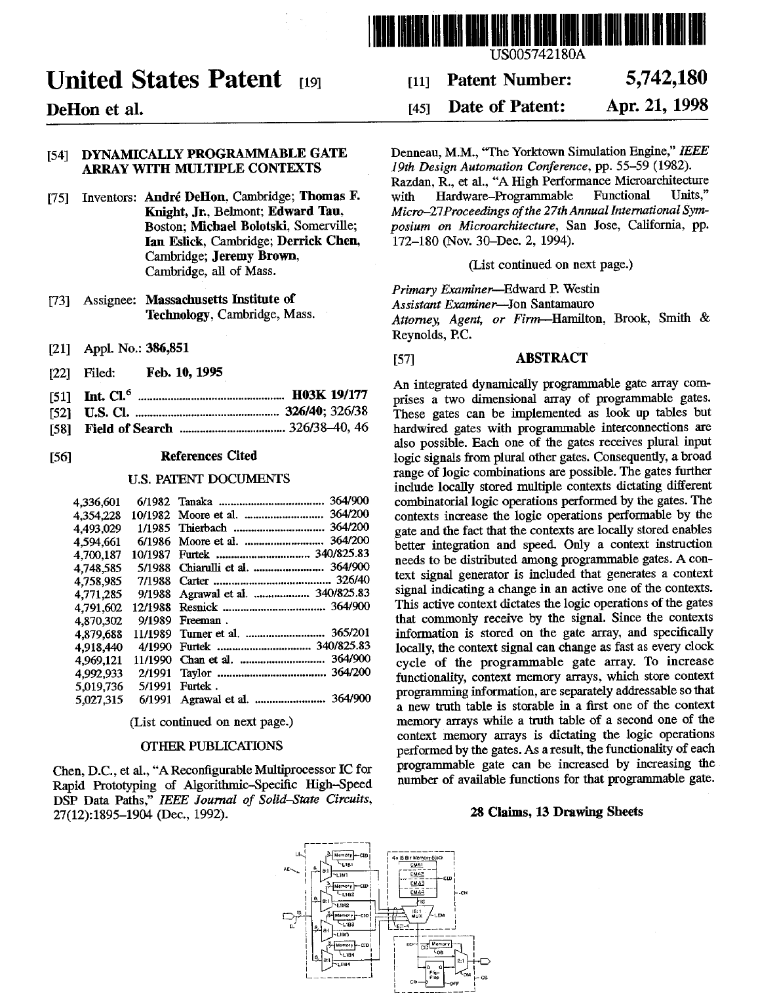 US005742180A
United States Patent [19]
DeHon et al.
[11] Patent Number: 5,742,180
[45] Date of Patent: Apr. 21, 1998
[54] DYNAMICALLY PROGRAMMABLE GATE
ARRAY WITH MULTIPLE CONTEXTS
[75] Inventors: André DeHon, Cambridge; Thomas F.
Knight, Jr., Belmont; Edward Tau,
Boston; Michael Bolotski, Somerville;
Ian Eslick, Cambridge; Derrick Chen,
Cambridge; Jeremy Brown,
Cambridge, all of Mass.
[73] Assignee: Massachusetts Institute of
Technology, Cambridge, Mass.
[21] Appl. No.: 386,851
[22] Filed: Feb. 10, 1995
[51] Int. Cl.6 ................................................ H03K 19/177
[52] U.S. Cl. ................................................ 326/40; 326/38
[58] Field of Search .................................... 326/38–40, 46
[56] References Cited
U.S. PATENT DOCUMENTS
4,336,601 6/1982 Tanaka .................................... 364/900
4,354,228 10/1982 Moore et al. ........................... 364/200
4,493,029 1/1985 Thierbach ............................... 364/200
4,594,661 6/1986 Moore et al. ........................... 364/200
4,700,187 10/1987 Furtek ................................ 340/825.83
4,748,585 5/1988 Chiarulli et al. ........................ 364/900
4,758,985 7/1988 Carter ........................................ 326/40
4,771,285 9/1988 Agrawal et al. ................... 340/825.83
4,791,602 12/1988 Resnick ................................... 364/900
4,870,302 9/1989 Freeman .
4,879,688 11/1989 Turner et al. ........................... 365/201
4,918,440 4/1990 Furtek ................................ 340/825.83
4,969,121 11/1990 Chan et al. ............................. 364/900
4,992,933 2/1991 Taylor ..................................... 364/200
5,019,736 5/1991 Furtek .
5,027,315 6/1991 Agrawal et al. ........................ 364/900
(List continued on next page.)
OTHER PUBLICATIONS
Chen, D.C., et al., “A Reconfigurable Multiprocessor IC for
Rapid Prototyping of Algorithmic–Specific High–Speed
DSP Data Paths,” IEEE Journal of Solid–State Circuits,
27(12):1895–1904 (Dec., 1992).
Denneau, M.M., “The Yorktown Simulation Engine,” IEEE
19th Design Automation Conference, pp. 55–59 (1982).
Razdan, R., et al., “A High Performance Microarchitecture
with Hardware–Programmable Functional Units,”
Micro–27 Proceedings of the 27th Annual International Sym-
posium on Microarchitecture, San Jose, California, pp.
172–180 (Nov. 30–Dec. 2, 1994).
(List continued on next page.)
Primary Examiner—Edward P. Westin
Assistant Examiner—Jon Santamauro
Attorney, Agent, or Firm—Hamilton, Brook, Smith &
Reynolds, P.C.
[57] ABSTRACT
An integrated dynamically programmable gate array com-
prises a two dimensional array of programmable gates.
These gates can be implemented as look up tables but
hardwired gates with programmable interconnections are
also possible. Each one of the gates receives plural input
logic signals from plural other gates. Consequently, a broad
range of logic combinations are possible. The gates further
include locally stored multiple contexts dictating different
combinatorial logic operations performed by the gates. The
contexts increase the logic operations performable by the
gate and the fact that the contexts are locally stored enables
better integration and speed. Only a context instruction
needs to be distributed among programmable gates. A con-
text signal generator is included that generates a context
signal indicating a change in an active one of the contexts.
This active context dictates the logic operations of the gates
that commonly receive by the signal. Since the contexts
information is stored on the gate array, and specifically
locally, the context signal can change as fast as every clock
cycle of the programmable gate array. To increase
functionality, context memory arrays, which store context
programming information, are separately addressable so that
a new truth table is storable in a first one of the context
memory arrays while a truth table of a second one of the
context memory arrays is dictating the logic operations
performed by the gates. As a result, the functionality of each
programmable gate can be increased by increasing the
number of available functions for that programmable gate.
28 Claims, 13 Drawing Sheets
LI
AE
3 Memory CID
L1B1
8 8:1 L1M1
3 Memory CID
L1B2
8 8:1 L1M2
15
IL
3 Memory CID
L1B3
8 8:1 L1M3
3 Memory CID
L1B4
8 8:1 L1M4
4x 16 Bit Memory Block
CMA1
CMA2
CID
CMA3
CMA4
CM
16
16:1
MUX
LEM
EI1-4
EO
CID Memory
OB
2:1
OM
D Q
Flip-
Flop
Clk
OFF
OS